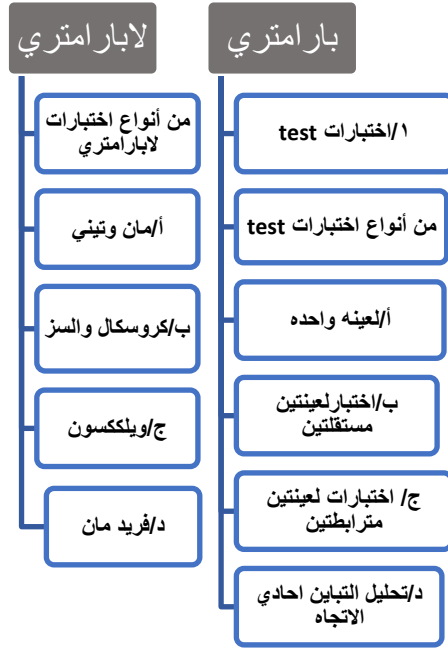 بارامتري
١/اختبارات test
من أنواع اختبارات test
أ/لعينه واحده
ب/اختبارلعينتين
مستقلتين
ج/ اختبارات لعينتين
مترابطتين
د/تحليل التباين احادي
الاتجاه
لابارامتري
من أنواع اختبارات
لابارامتري
أ/مان وتيني
ب/كروسكال والسز
ج/ويلككسون
د/فريد مان